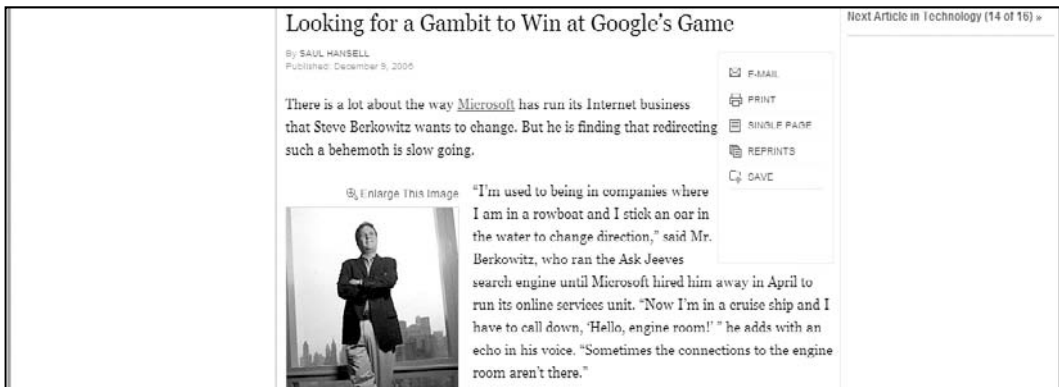 Looking for a Gambit to Win at Google's Game
Next Article in Technology (14 of 16) »
By SAUL HANSELL
Published: December 9, 2006
E-MAIL
PRINT
SINGLE PAGE
REPRINTS
SAVE
There is a lot about the way Microsoft has run its Internet business
that Steve Berkowitz wants to change. But he is finding that redirecting
such a behemoth is slow going.
Enlarge This Image
“I'm used to being in companies where
I am in a rowboat and I stick an oar in
the water to change direction,” said Mr.
Berkowitz, who ran the Ask Jeeves
search engine until Microsoft hired him away in April to
run its online services unit. “Now I'm in a cruise ship and I
have to call down, ‘Hello, engine room!’ ” he adds with an
echo in his voice. “Sometimes the connections to the engine
room aren't there.”